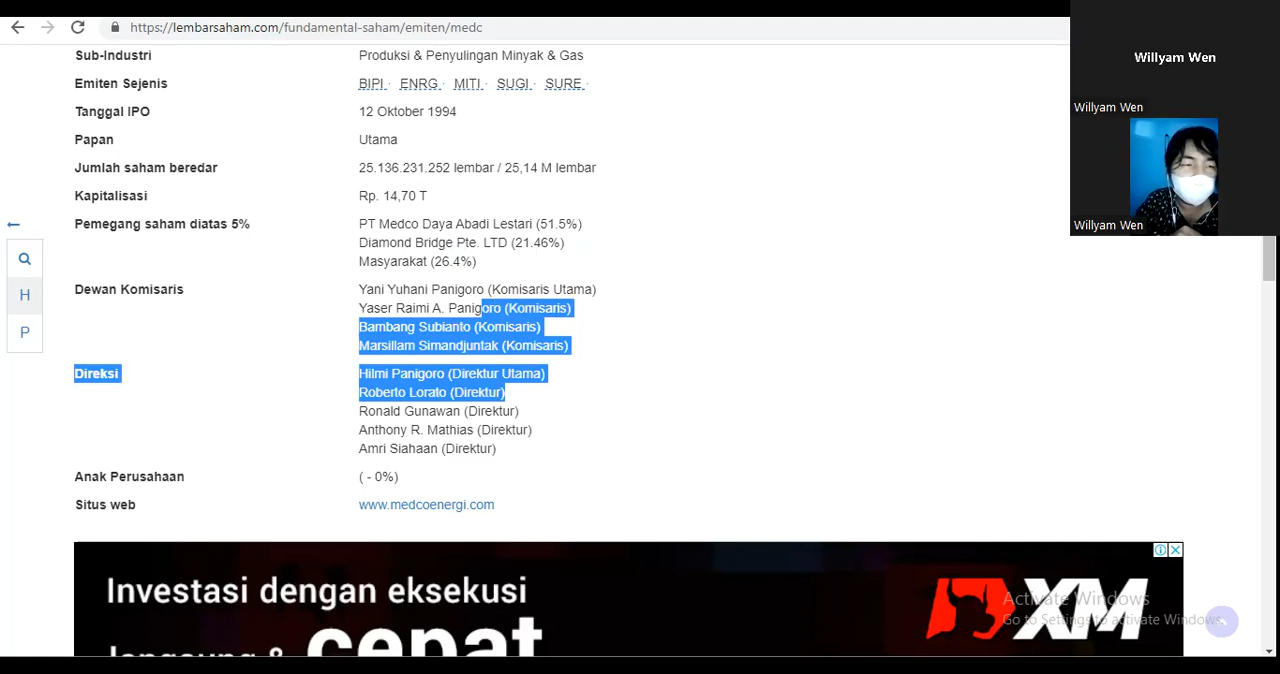 https://lembarsaham.com/fundamental-saham/emiten/medc
Willyam Wen
Willyam Wen
Willyam Wen
Sub-Industri Produksi & Penyulingan Minyak & Gas
Emiten Sejenis BIPI · ENRG · MITI · SUGI · SURE ·
Tanggal IPO 12 Oktober 1994
Papan Utama
Jumlah saham beredar 25.136.231.252 lembar / 25,14 M lembar
Kapitalisasi Rp. 14,70 T
Pemegang saham diatas 5% PT Medco Daya Abadi Lestari (51.5%)
Diamond Bridge Pte. LTD (21.46%)
Masyarakat (26.4%)
H
P
Dewan Komisaris Yani Yuhani Panigoro (Komisaris Utama)
Yaser Raimi A. Panigoro (Komisaris)
Bambang Subianto (Komisaris)
Marsillam Simandjuntak (Komisaris)
Direksi Hilmi Panigoro (Direktur Utama)
Roberto Lorato (Direktur)
Ronald Gunawan (Direktur)
Anthony R. Mathias (Direktur)
Amri Siahaan (Direktur)
Anak Perusahaan ( - 0%)
Situs web www.medcoenergi.com
Investasi dengan eksekusi
langsung & cepat
XM
Activate Windows
Go to Settings to activate Windows.